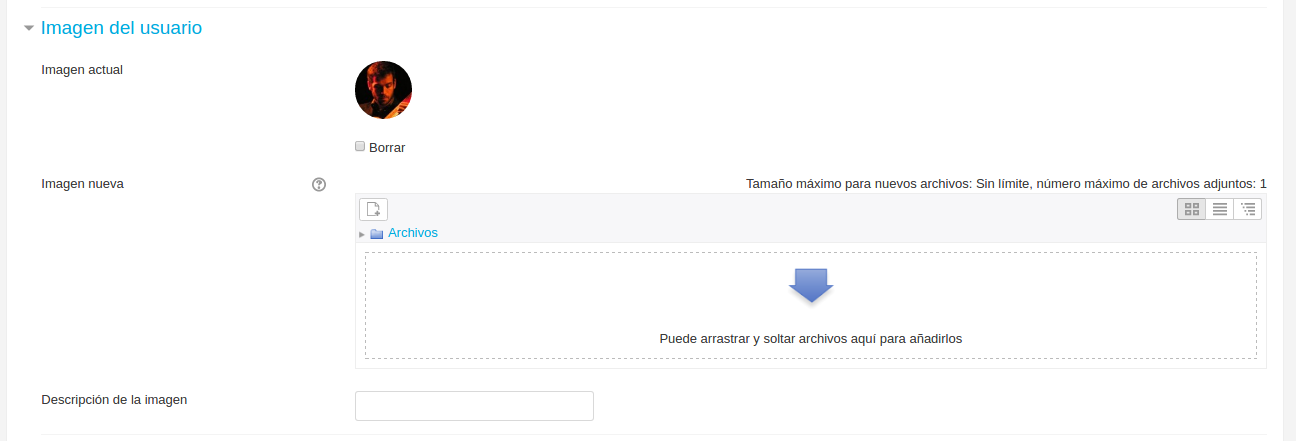 Imagen del usuario
Imagen actual
Borrar
Imagen nueva
Tamaño máximo para nuevos archivos: Sin límite, número máximo de archivos adjuntos: 1
Archivos
Puede arrastrar y soltar archivos aquí para añadirlos
Descripción de la imagen